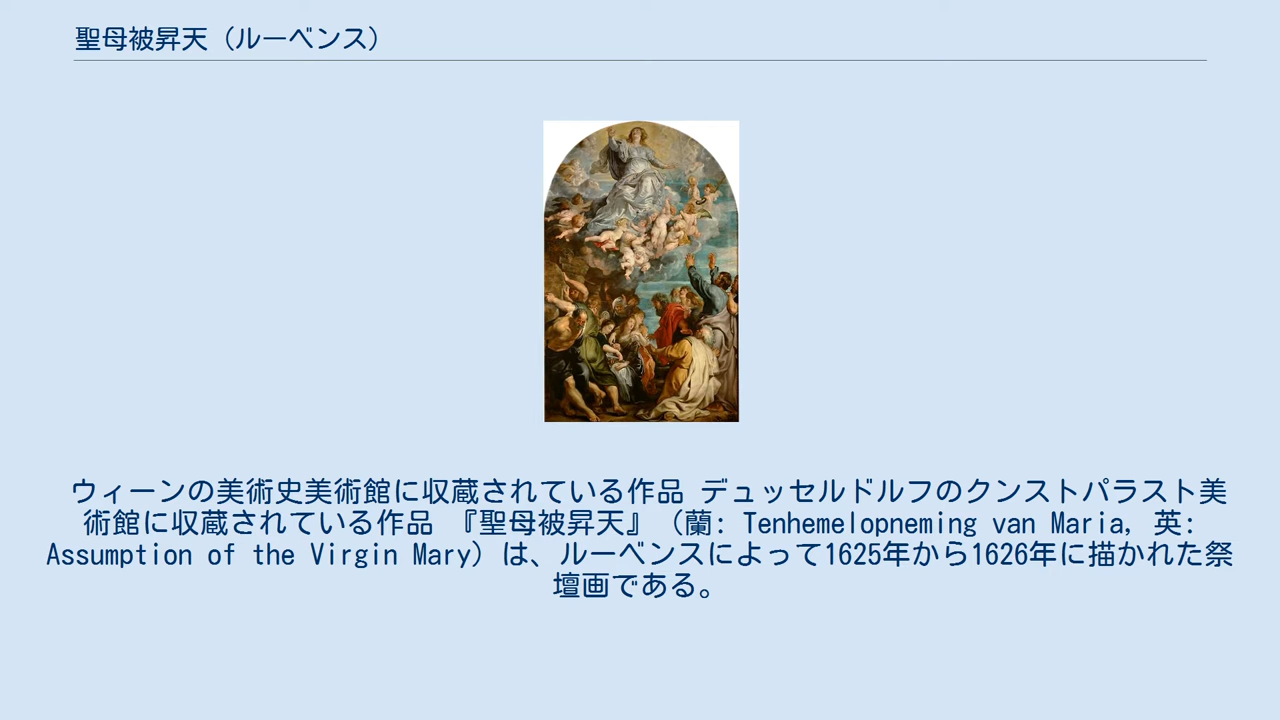 聖母被昇天（ルーベンス）
ウィーンの美術史美術館に収蔵されている作品 デュッセルドルフのクンストパラスト美
術館に収蔵されている作品 『聖母被昇天』（蘭: Tenhemelopneming van Maria, 英:
Assumption of the Virgin Mary）は、ルーベンスによって1625年から1626年に描かれた祭
壇画である。